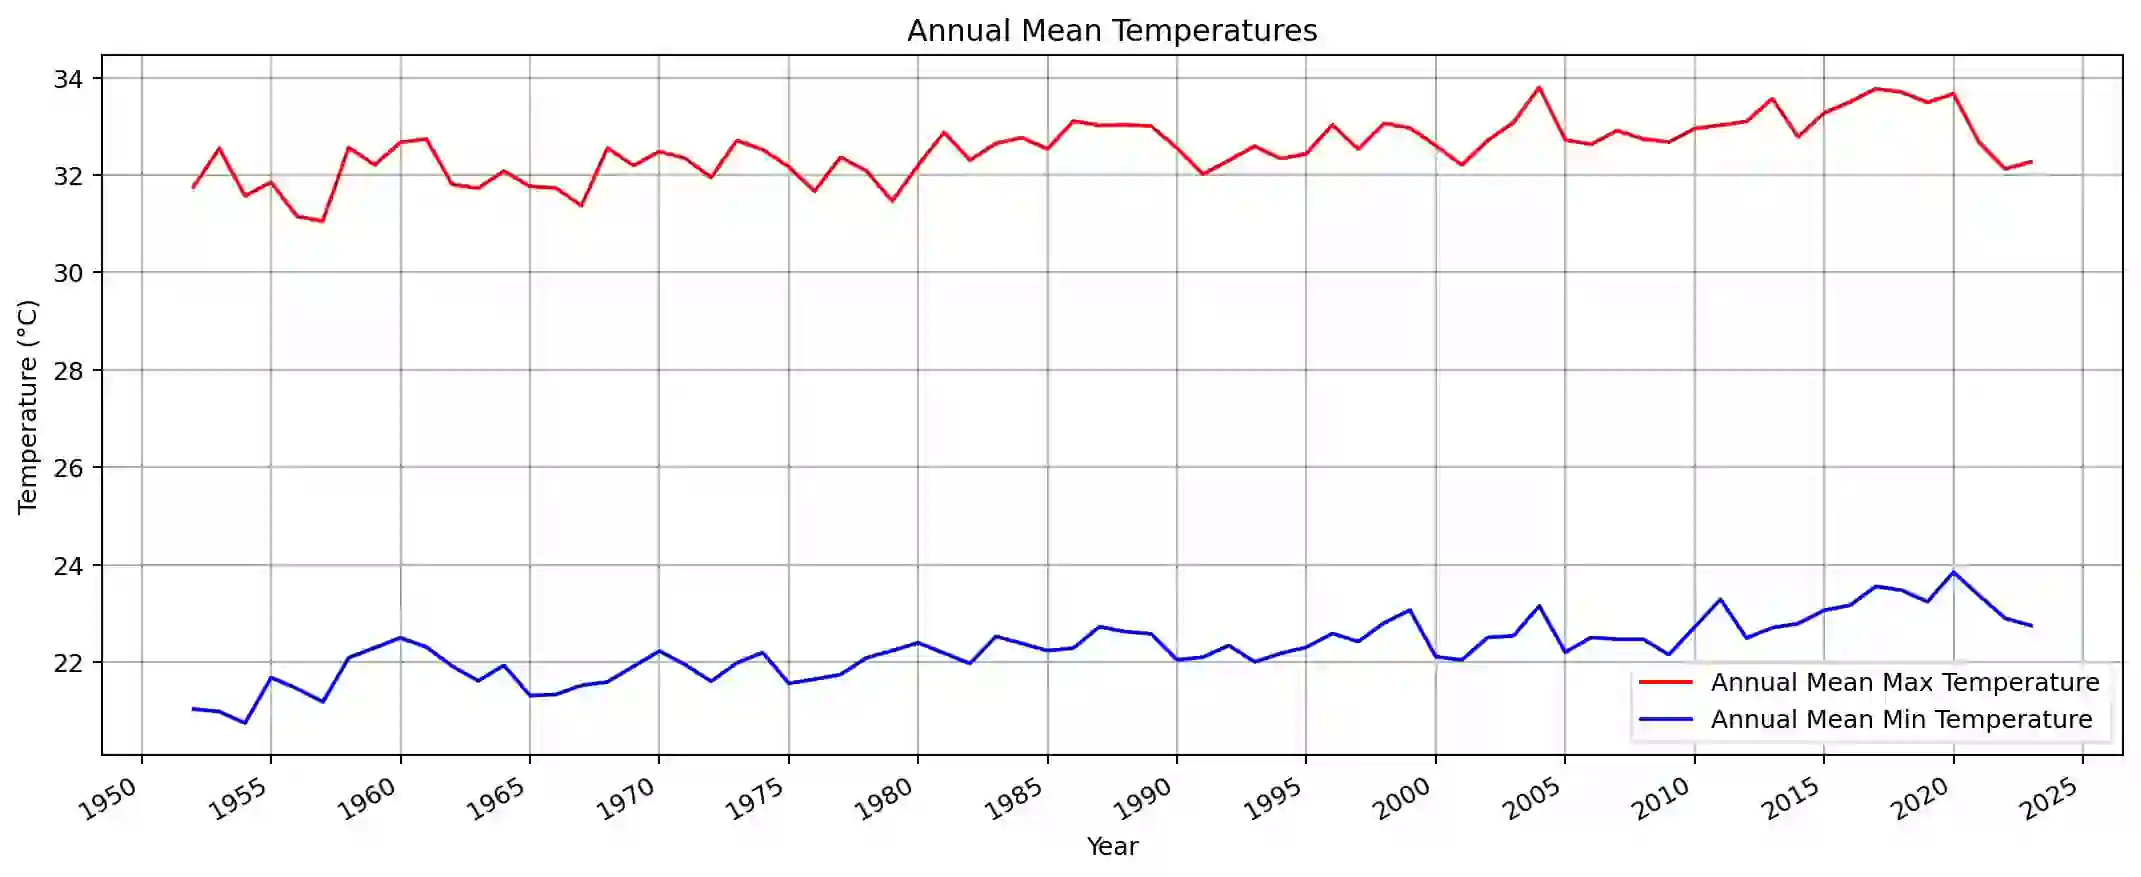 Annual Mean Temperatures
Temperature (°C)
34
32
30
28
26
24
22
1950 1955 1960 1965 1970 1975 1980 1985 1990 1995 2000 2005 2010 2015 2020 2025
Year
Annual Mean Max Temperature
Annual Mean Min Temperature